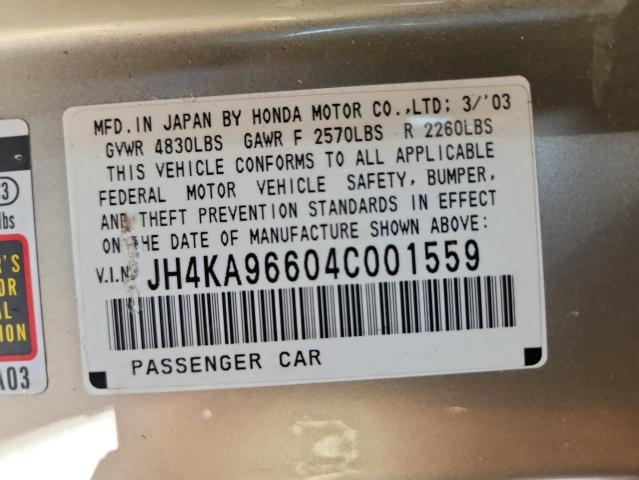 MFD.IN JAPAN BY HONDA MOTOR CO.,LTD: 3/'03
GVWR 4830LBS GAWR F 2570LBS R 2260LBS
THIS VEHICLE CONFORMS TO ALL APPLICABLE
FEDERAL MOTOR VEHICLE SAFETY, BUMPER,
AND THEFT PREVENTION STANDARDS IN EFFECT
ON THE DATE OF MANUFACTURE SHOWN ABOVE:
V.I.N: JH4KA96604C001559
PASSENGER CAR